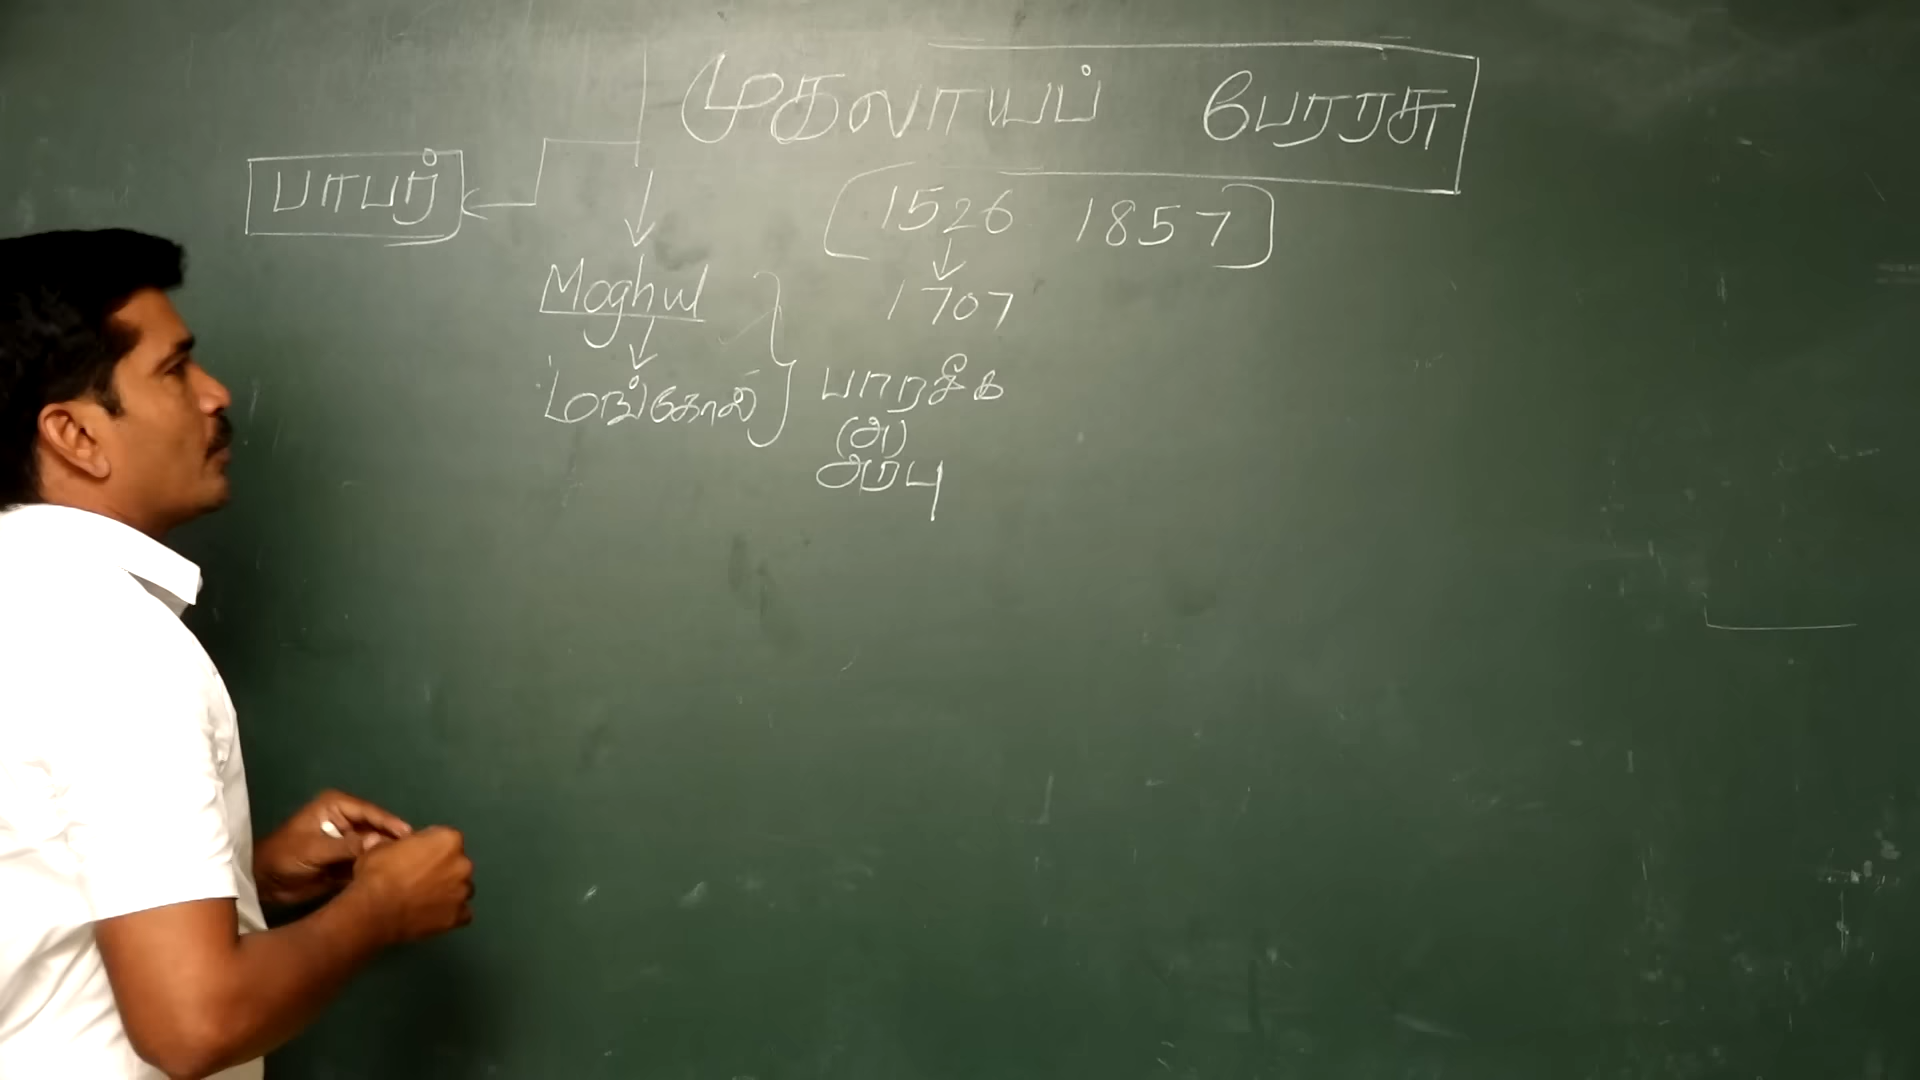 முகலாயப் பேரரசு
பாபர்
1526 1857
Moghul
1707
மங்கோல்
பாரசீக
(அ)
அரபு